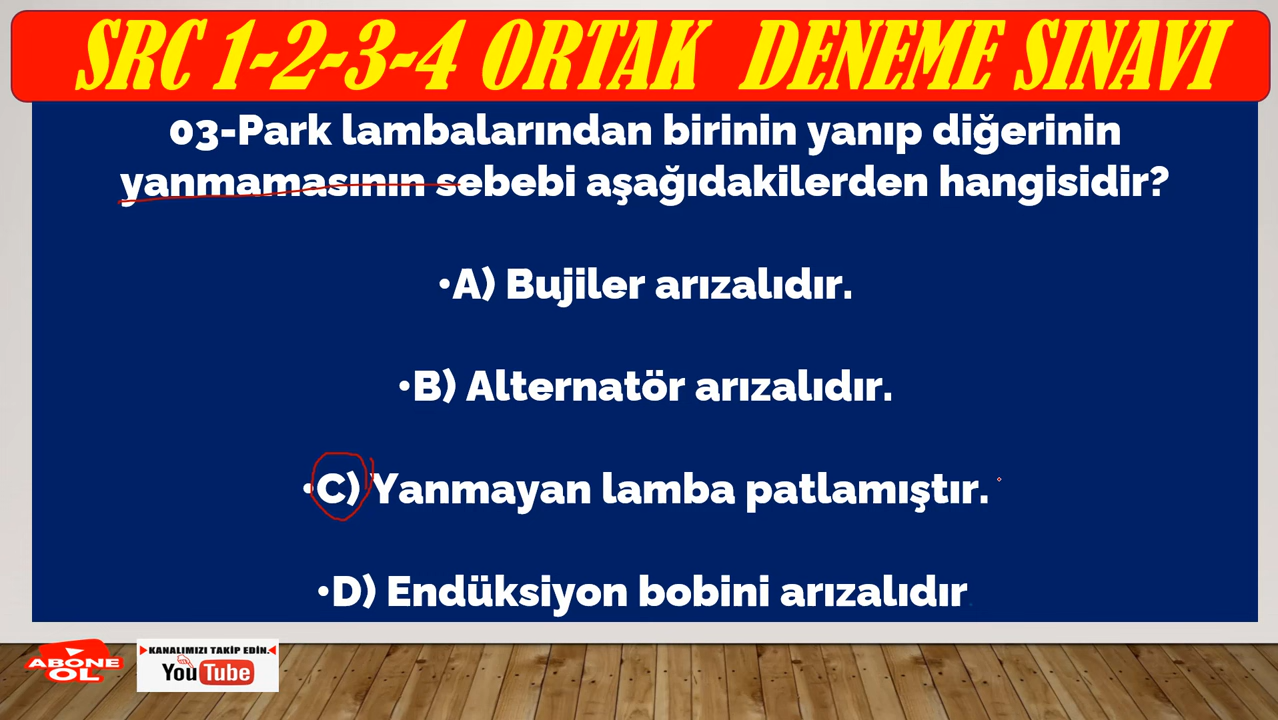 SRC 1-2-3-4 ORTAK DENEME SINAVI
03-Park lambalarından birinin yanıp diğerinin
yanmamasının sebebi aşağıdakilerden hangisidir?
•A) Bujiler arızalıdır.
•B) Alternatör arızalıdır.
•C) Yanmayan lamba patlamıştır.
•D) Endüksiyon bobini arızalıdır
ABONE
OL
KANALIMIZI TAKİP EDİN.
YouTube